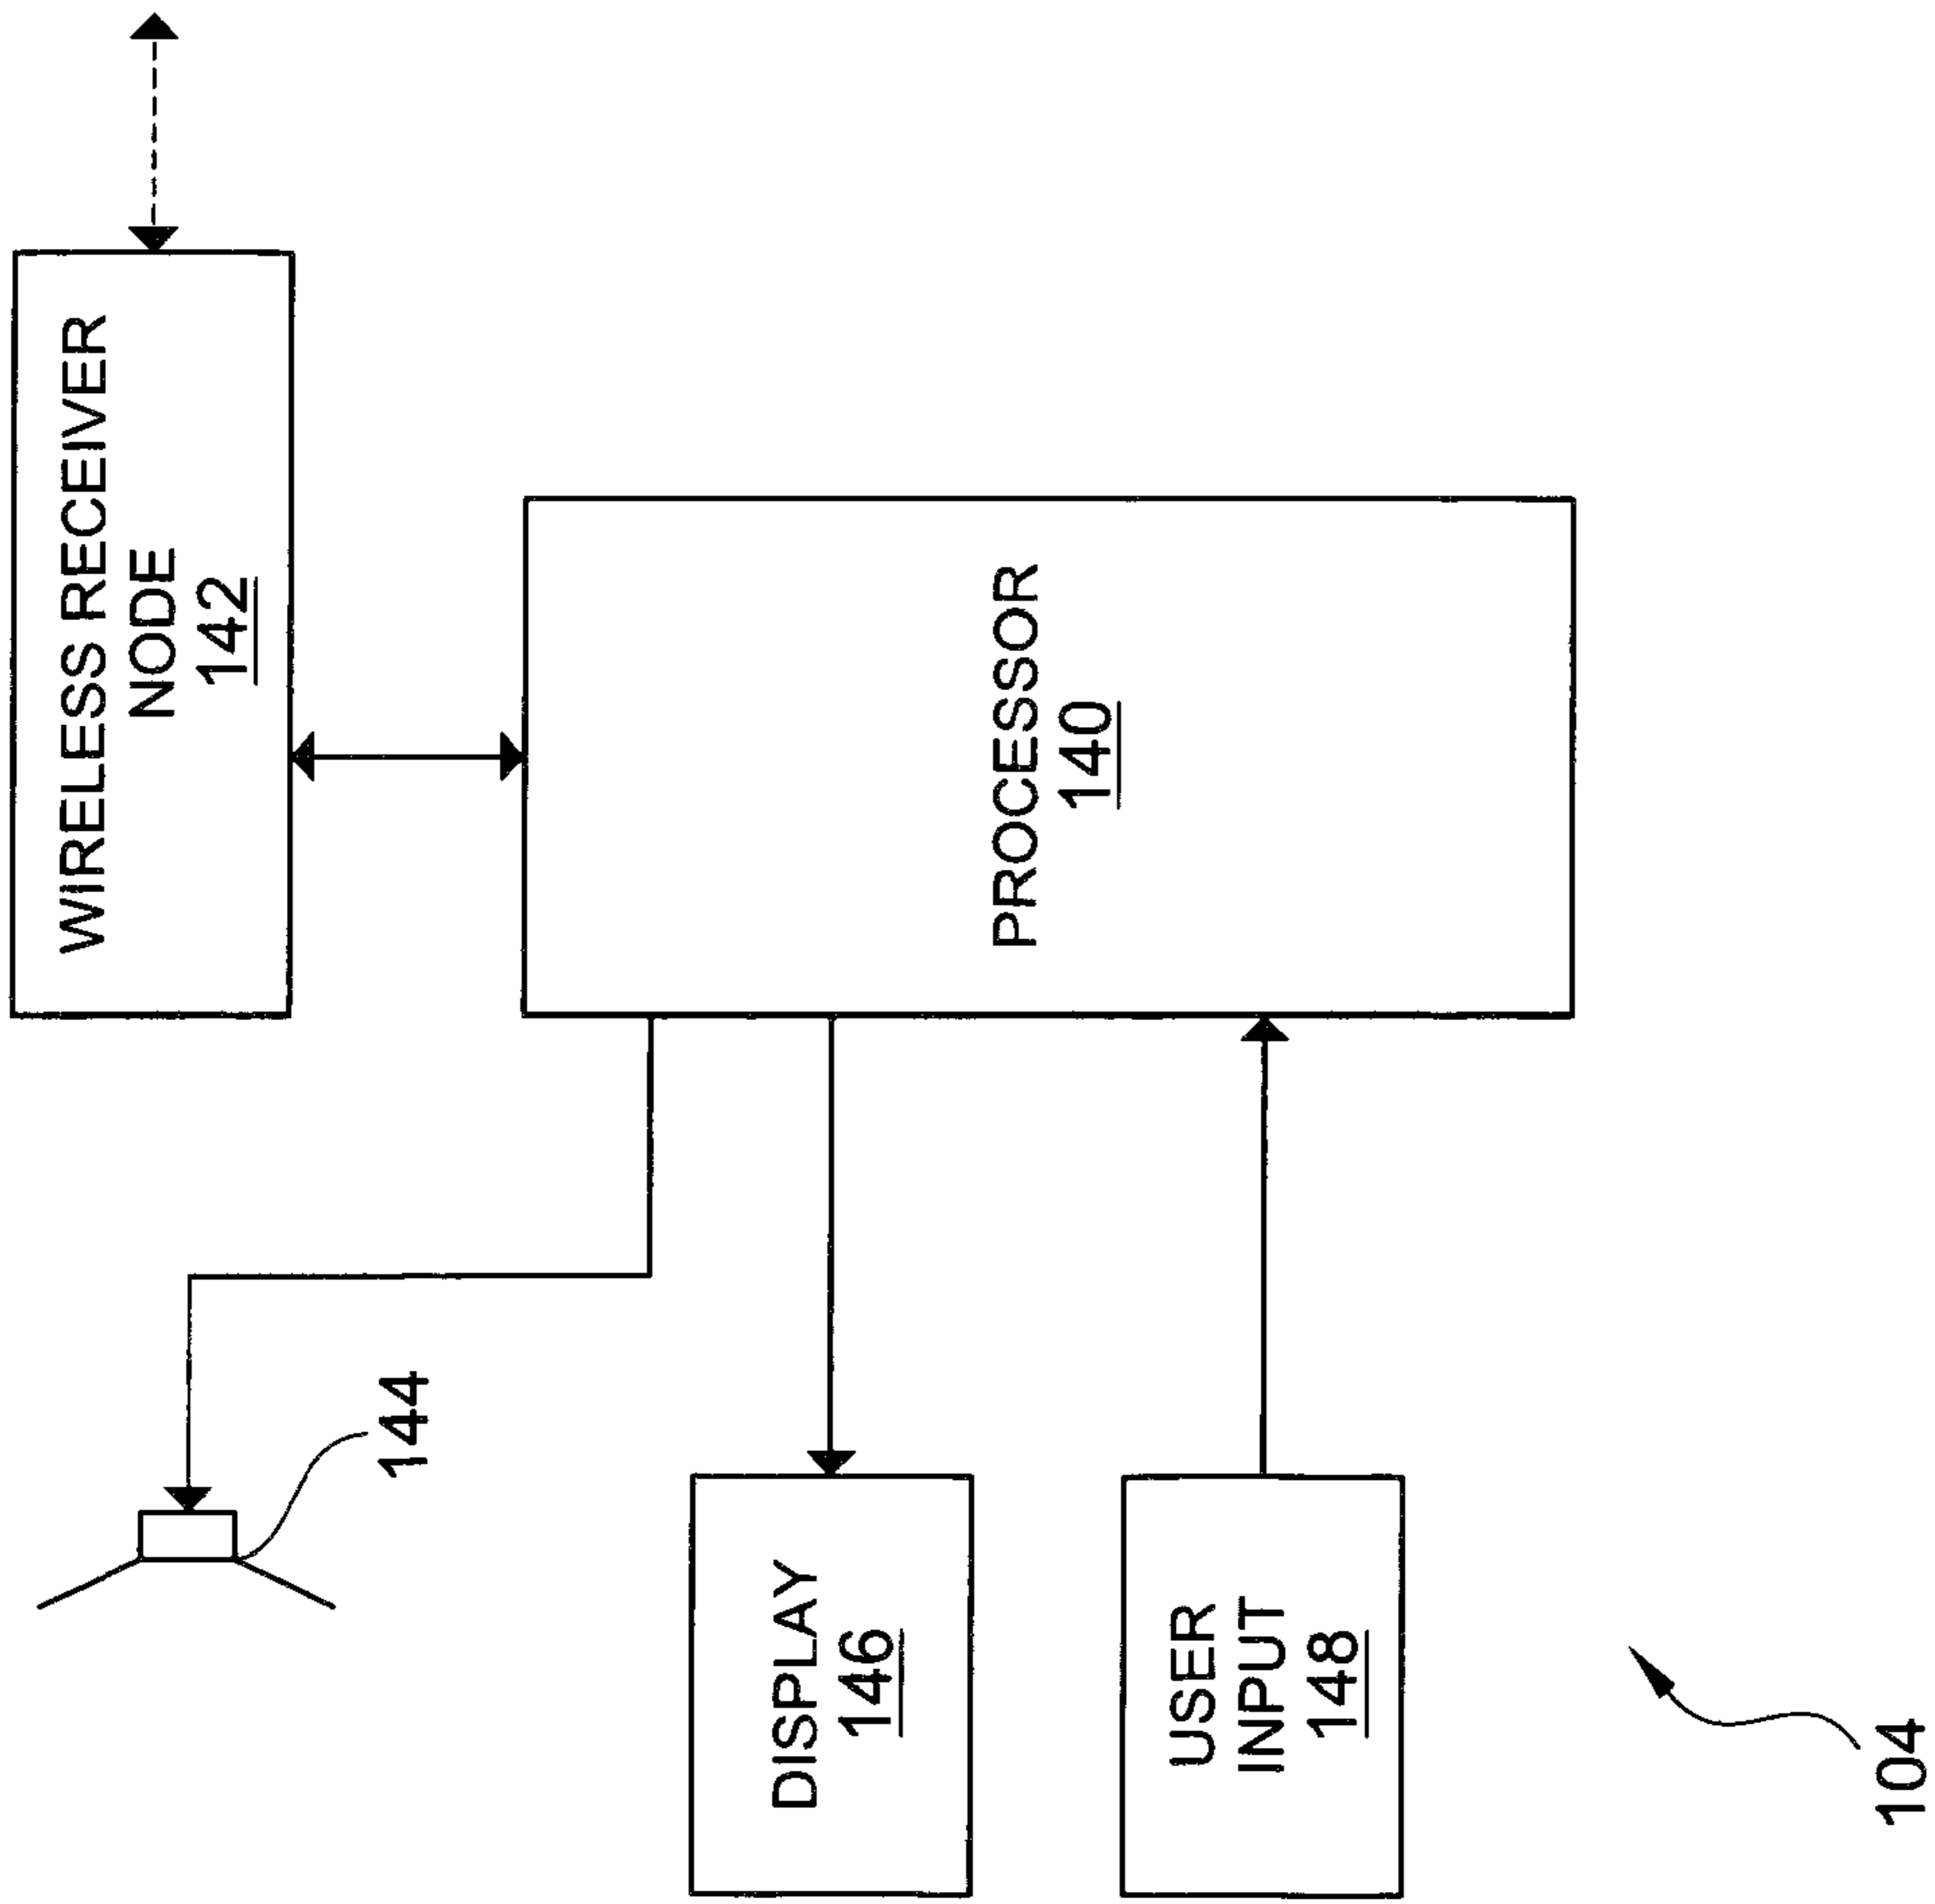 WIRELESS RECEIVER
NODE
142
144
PROCESSOR
140
DISPLAY
146
USER
INPUT
148
104